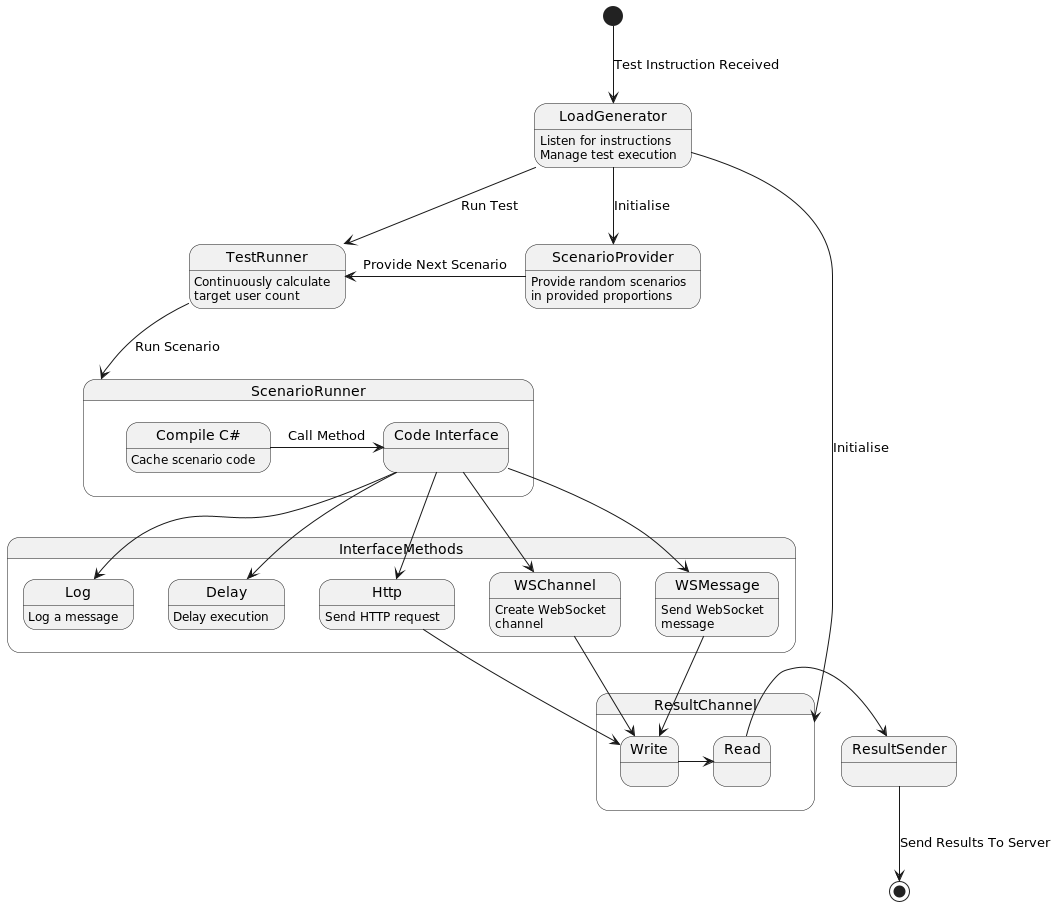 Test Instruction Received
LoadGenerator
Listen for instructions
Manage test execution
Run Test
Initialise
TestRunner
Continuously calculate
target user count
Provide Next Scenario
ScenarioProvider
Provide random scenarios
in provided proportions
Run Scenario
ScenarioRunner
Compile C#
Cache scenario code
Call Method
Code Interface
Initialise
InterfaceMethods
Log
Log a message
Delay
Delay execution
Http
Send HTTP request
WSChannel
Create WebSocket
channel
WSMessage
Send WebSocket
message
ResultChannel
Write
Read
ResultSender
Send Results To Server